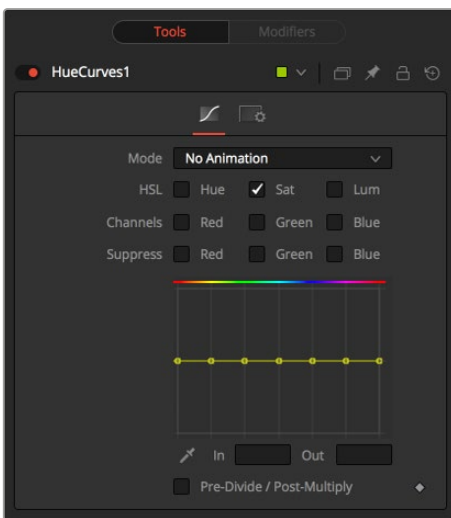 Tools Modifiers
HueCurves1
Mode No Animation
HSL Hue Sat Lum
Channels Red Green Blue
Suppress Red Green Blue
In Out
Pre-Divide / Post-Multiply